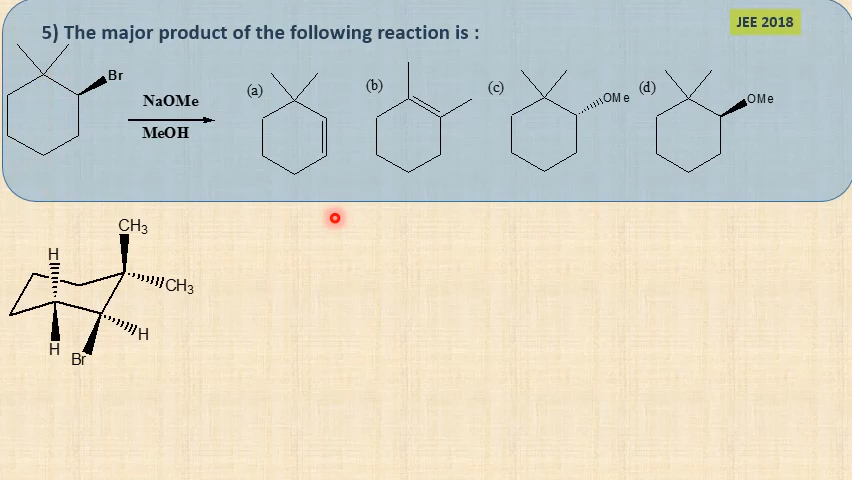 JEE 2018
5) The major product of the following reaction is :
Br
NaOMe
MeOH
(a)
(b)
(c)
OMe
(d)
OMe
CH3
H
CH3
H
H
Br